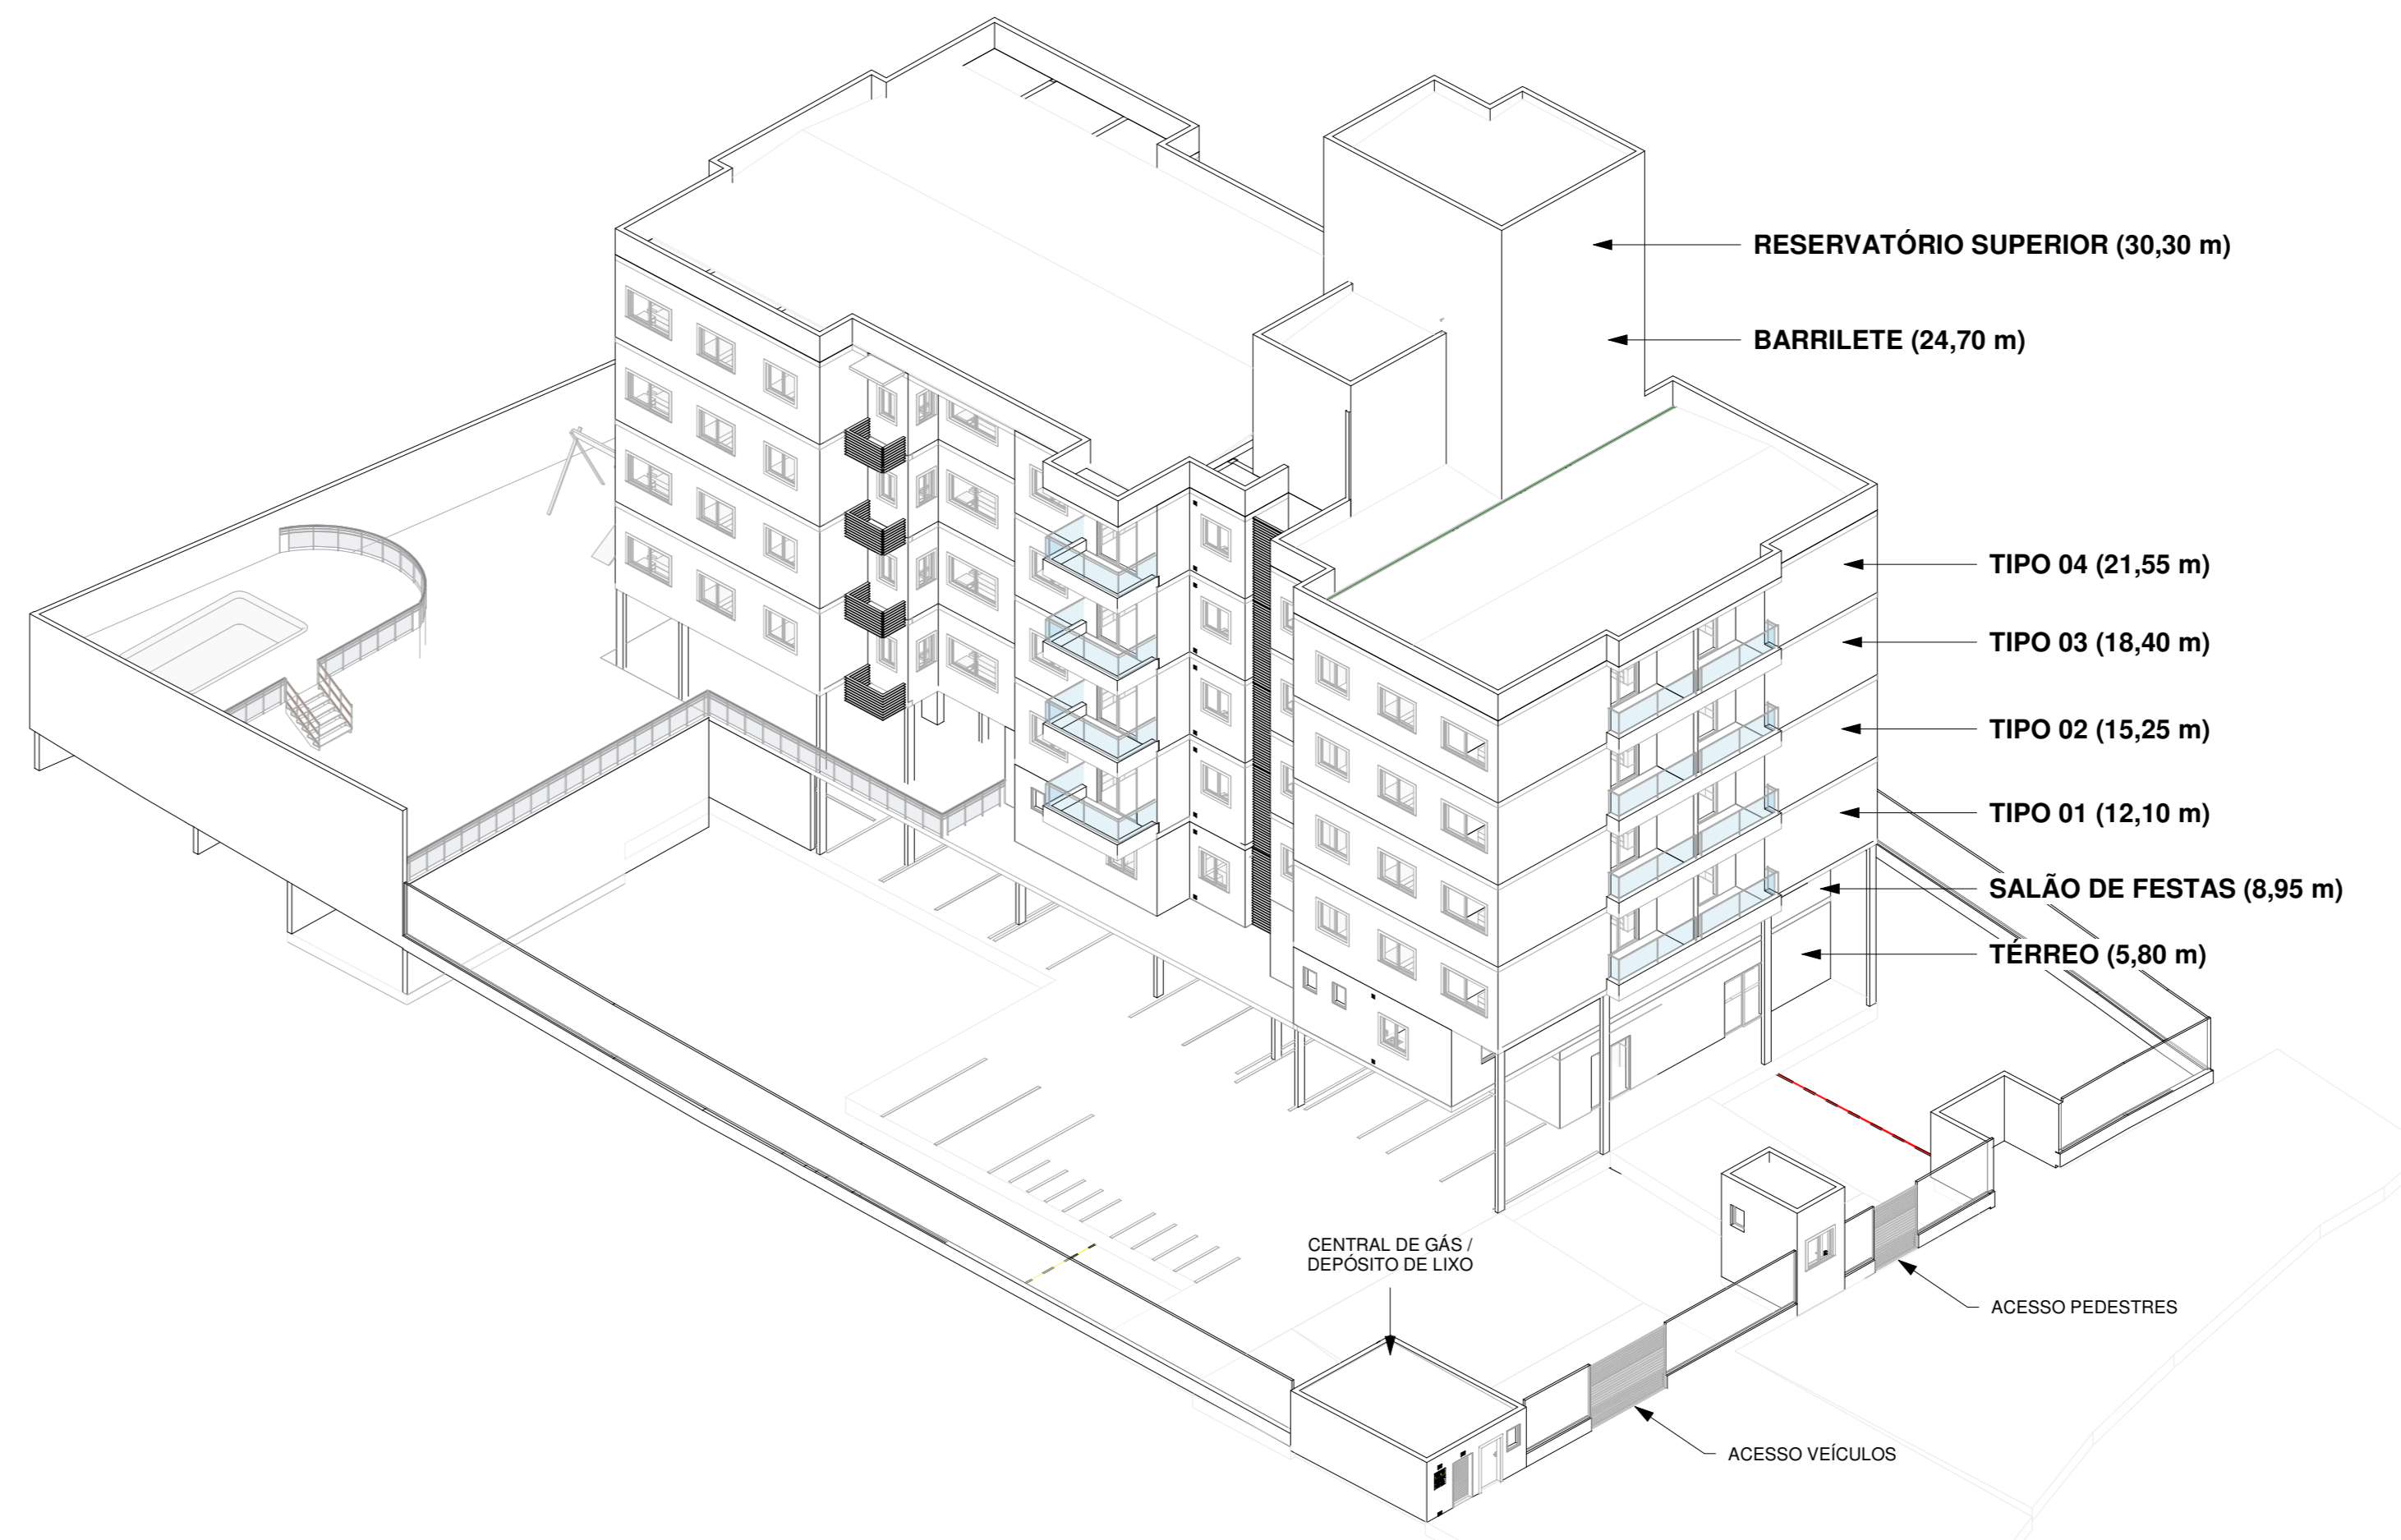 RESERVATÓRIO SUPERIOR (30,30 m)
BARRILETE (24,70 m)
TIPO 04 (21,55 m)
TIPO 03 (18,40 m)
TIPO 02 (15,25 m)
TIPO 01 (12,10 m)
SALÃO DE FESTAS (8,95 m)
TÉRREO (5,80 m)
CENTRAL DE GÁS /
DEPÓSITO DE LIXO
ACESSO PEDESTRES
ACESSO VEÍCULOS